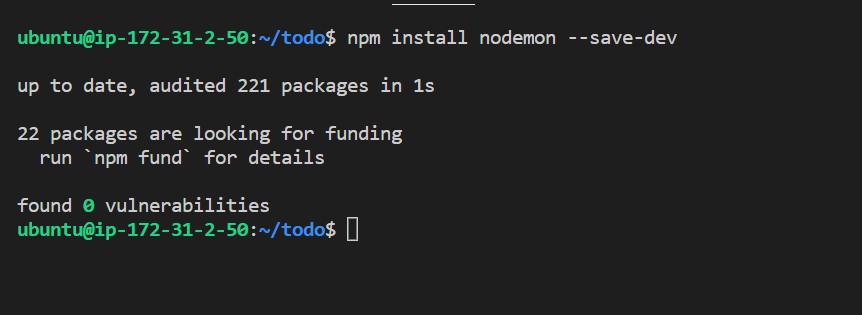 ubuntu@ip-172-31-2-50:~/todo$ npm install nodemon --save-dev
up to date, audited 221 packages in 1s
22 packages are looking for funding
run `npm fund` for details
found 0 vulnerabilities
ubuntu@ip-172-31-2-50:~/todo$